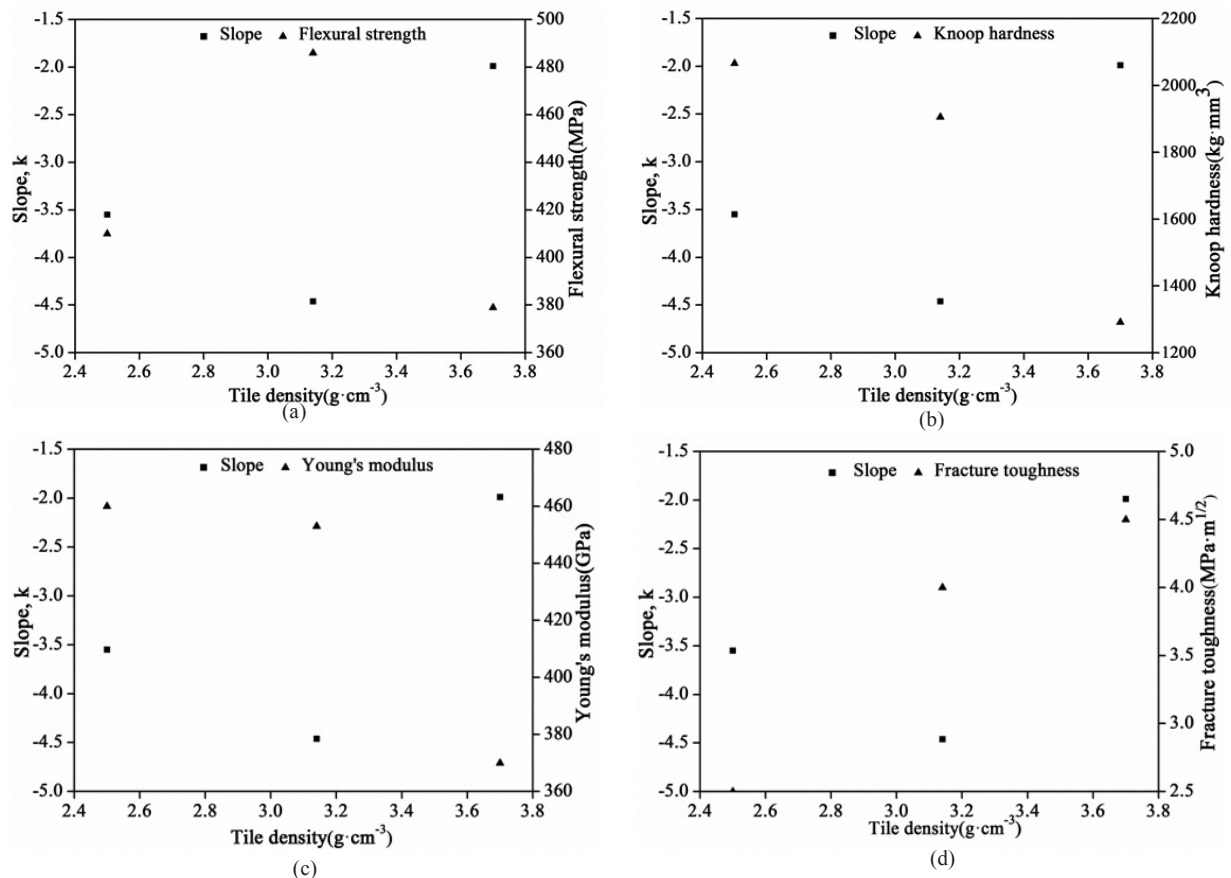 -1.5
-2.0
-2.5
-3.0
-3.5
-4.0
-4.5
-5.0
Slope, k
Slope Flexural strength
500
480
460
440
420
400
380
360
Flexural strength(MPa)
2.4 2.6 2.8 3.0 3.2 3.4 3.6 3.8
Tile density(g·cm⁻³)
(a)
-1.5
-2.0
-2.5
-3.0
-3.5
-4.0
-4.5
-5.0
Slope, k
Slope Knoop hardness
2200
2000
1800
1600
1400
1200
Knoop hardness(kg·mm³)
2.4 2.6 2.8 3.0 3.2 3.4 3.6 3.8
Tile density(g·cm⁻³)
(b)
-1.5
-2.0
-2.5
-3.0
-3.5
-4.0
-4.5
-5.0
Slope, k
Slope Young's modulus
480
460
440
420
400
380
360
Young's modulus(GPa)
2.4 2.6 2.8 3.0 3.2 3.4 3.6 3.8
Tile density(g·cm⁻³)
(c)
-1.5
-2.0
-2.5
-3.0
-3.5
-4.0
-4.5
-5.0
Slope, k
Slope Fracture toughness
5.0
4.5
4.0
3.5
3.0
2.5
Fracture toughness(MPa·m¹/²)
2.4 2.6 2.8 3.0 3.2 3.4 3.6 3.8
Tile density(g·cm⁻³)
(d)